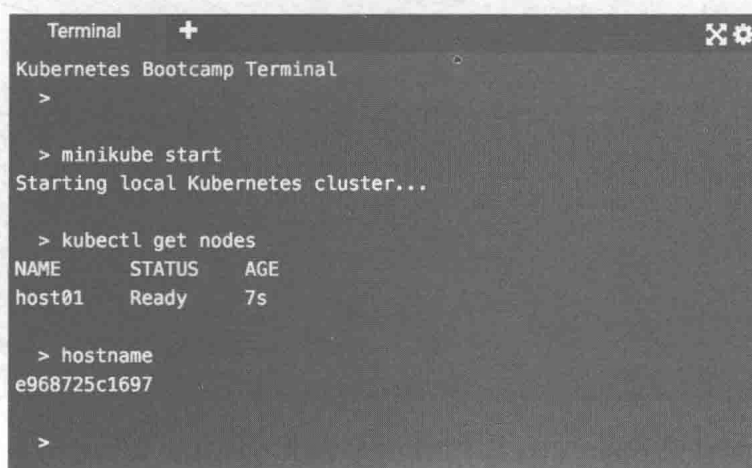 Terminal +
Kubernetes Bootcamp Terminal
>
> minikube start
Starting local Kubernetes cluster...
> kubectl get nodes
NAME STATUS AGE
host01 Ready 7s
> hostname
e968725c1697
>